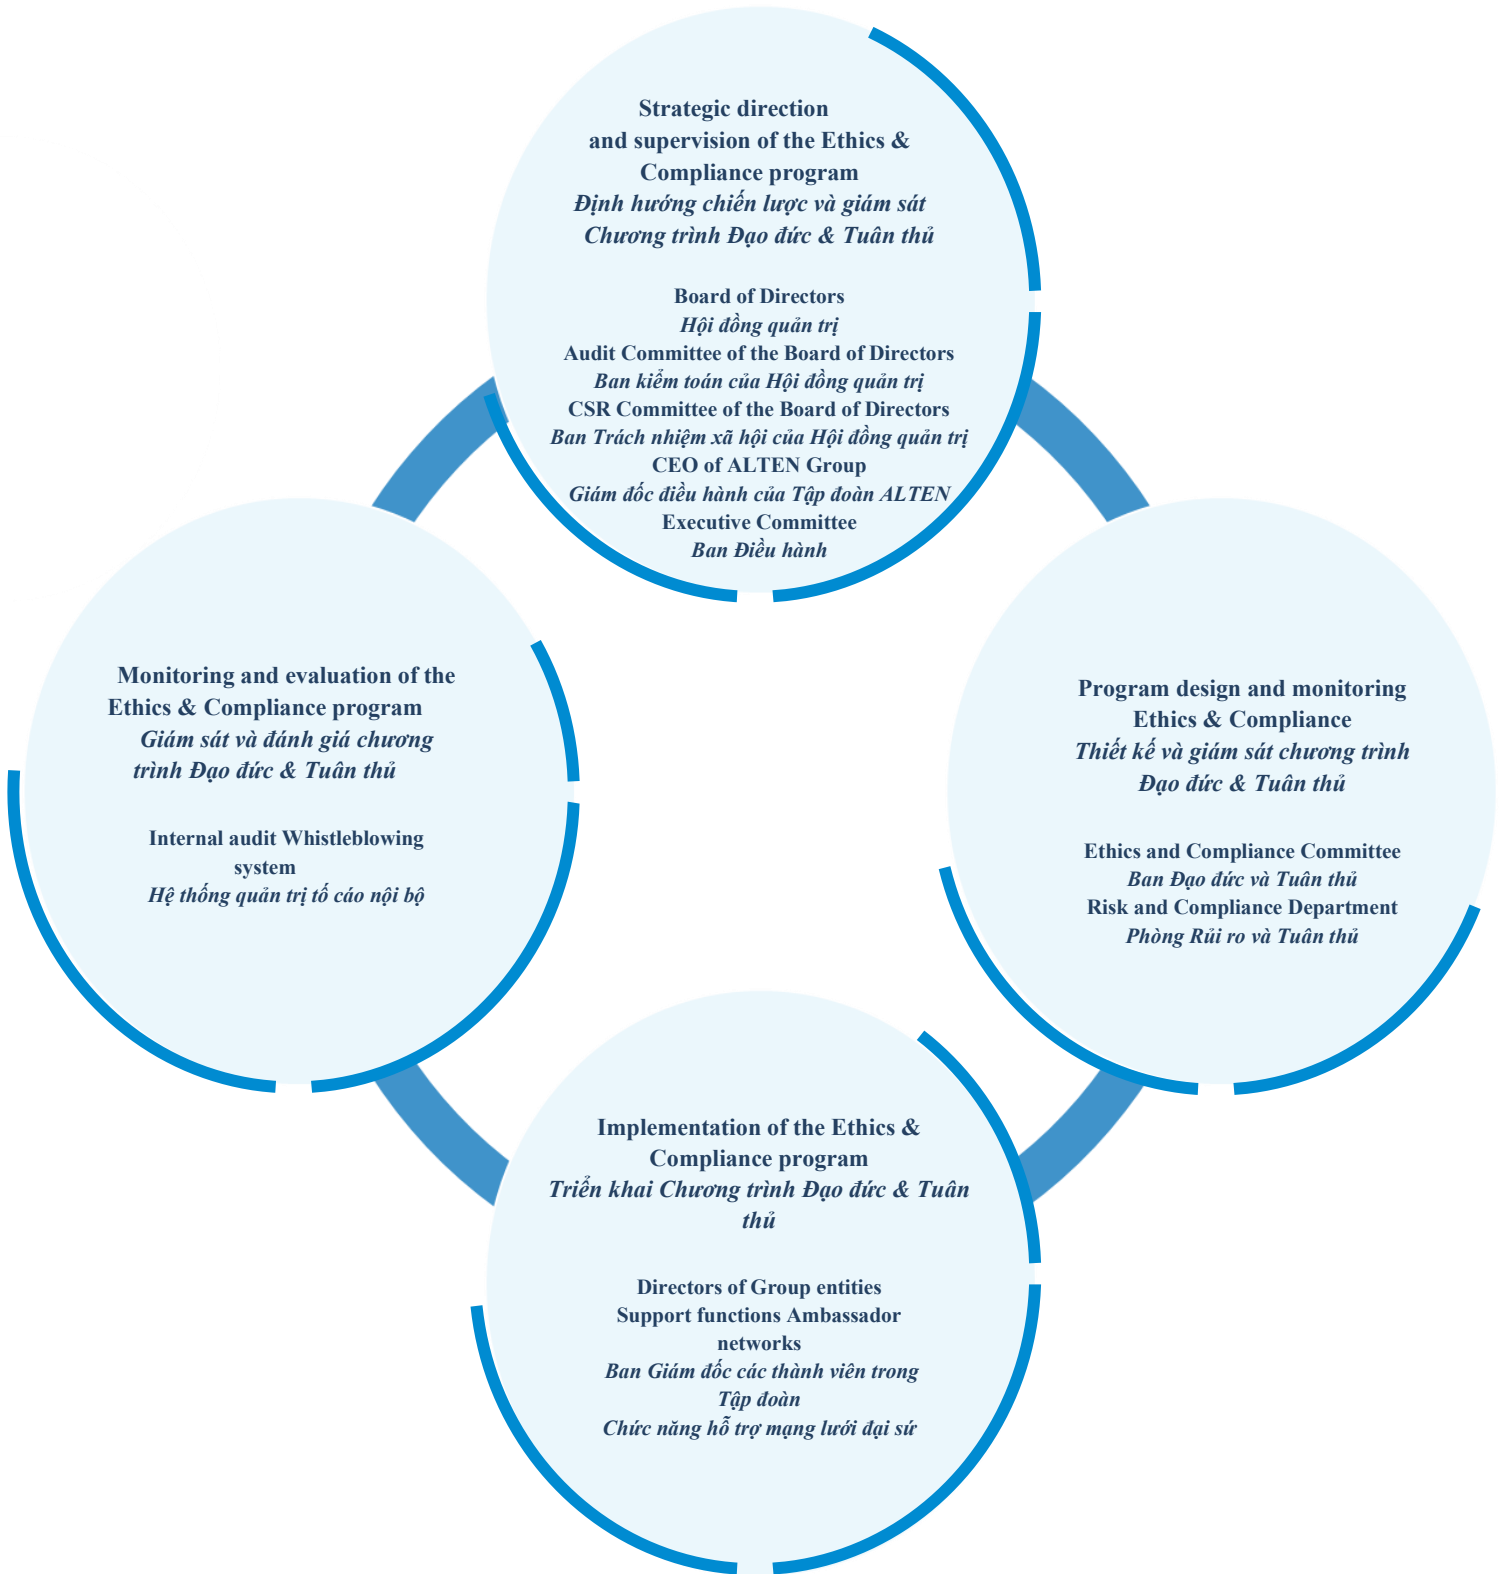 Strategic direction
and supervision of the Ethics &
Compliance program
Định hướng chiến lược và giám sát
Chương trình Đạo đức & Tuân thủ
Board of Directors
Hội đồng quản trị
Audit Committee of the Board of Directors
Ban kiểm toán của Hội đồng quản trị
CSR Committee of the Board of Directors
Ban Trách nhiệm xã hội của Hội đồng quản trị
CEO of ALTEN Group
Giám đốc điều hành của Tập đoàn ALTEN
Executive Committee
Ban Điều hành
Monitoring and evaluation of the
Ethics & Compliance program
Giám sát và đánh giá chương
trình Đạo đức & Tuân thủ
Internal audit Whistleblowing
system
Hệ thống quản trị tố cáo nội bộ
Program design and monitoring
Ethics & Compliance
Thiết kế và giám sát chương trình
Đạo đức & Tuân thủ
Ethics and Compliance Committee
Ban Đạo đức và Tuân thủ
Risk and Compliance Department
Phòng Rủi ro và Tuân thủ
Implementation of the Ethics &
Compliance program
Triển khai Chương trình Đạo đức & Tuân
thủ
Directors of Group entities
Support functions Ambassador
networks
Ban Giám đốc các thành viên trong
Tập đoàn
Chức năng hỗ trợ mạng lưới đại sứ